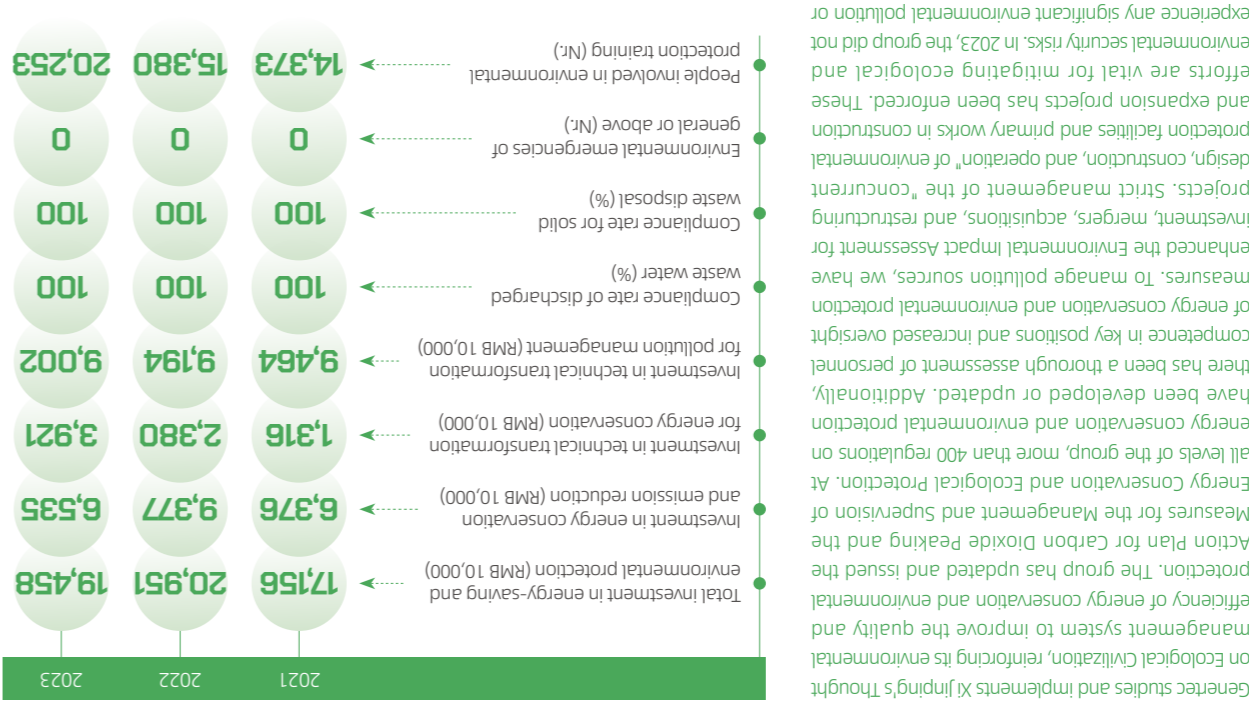 Genertec studies and implements Xi Jinping's Thought
on Ecological Civilization, reinforcing its environmental
management system to improve the quality and
efficiency of energy conservation and environmental
protection. The group has updated and issued the
Action Plan for Carbon Dioxide Peaking and the
Measures for the Management and Supervision of
Energy Conservation and Ecological Protection. At
all levels of the group, more than 400 regulations on
energy conservation and environmental protection
have been developed or updated. Additionally,
there has been a thorough assessment of personnel
competence in key positions and increased oversight
of energy conservation and environmental protection
measures. To manage pollution sources, we have
enhanced the Environmental Impact Assessment for
investment, mergers, acquisitions, and restructuring
projects. Strict management of the "concurrent
design, construction, and operation" of environmental
protection facilities and primary works in construction
and expansion projects has been enforced. These
efforts are vital for mitigating ecological and
environmental security risks. In 2023, the group did not
experience any significant environmental pollution or
2021 2022 2023
Total investment in energy-saving and
environmental protection (RMB 10,000)
17,156 20,951 19,458
Investment in energy conservation
and emission reduction (RMB 10,000)
6,376 9,377 6,535
Investment in technical transformation
for energy conservation (RMB 10,000)
1,316 2,380 3,921
Investment in technical transformation
for pollution management (RMB 10,000)
9,464 9,194 9,002
Compliance rate of discharged
waste water (%)
100 100 100
Compliance rate for solid
waste disposal (%)
100 100 100
Environmental emergencies of
general or above (Nr.)
0 0 0
People involved in environmental
protection training (Nr.)
14,373 15,380 20,253